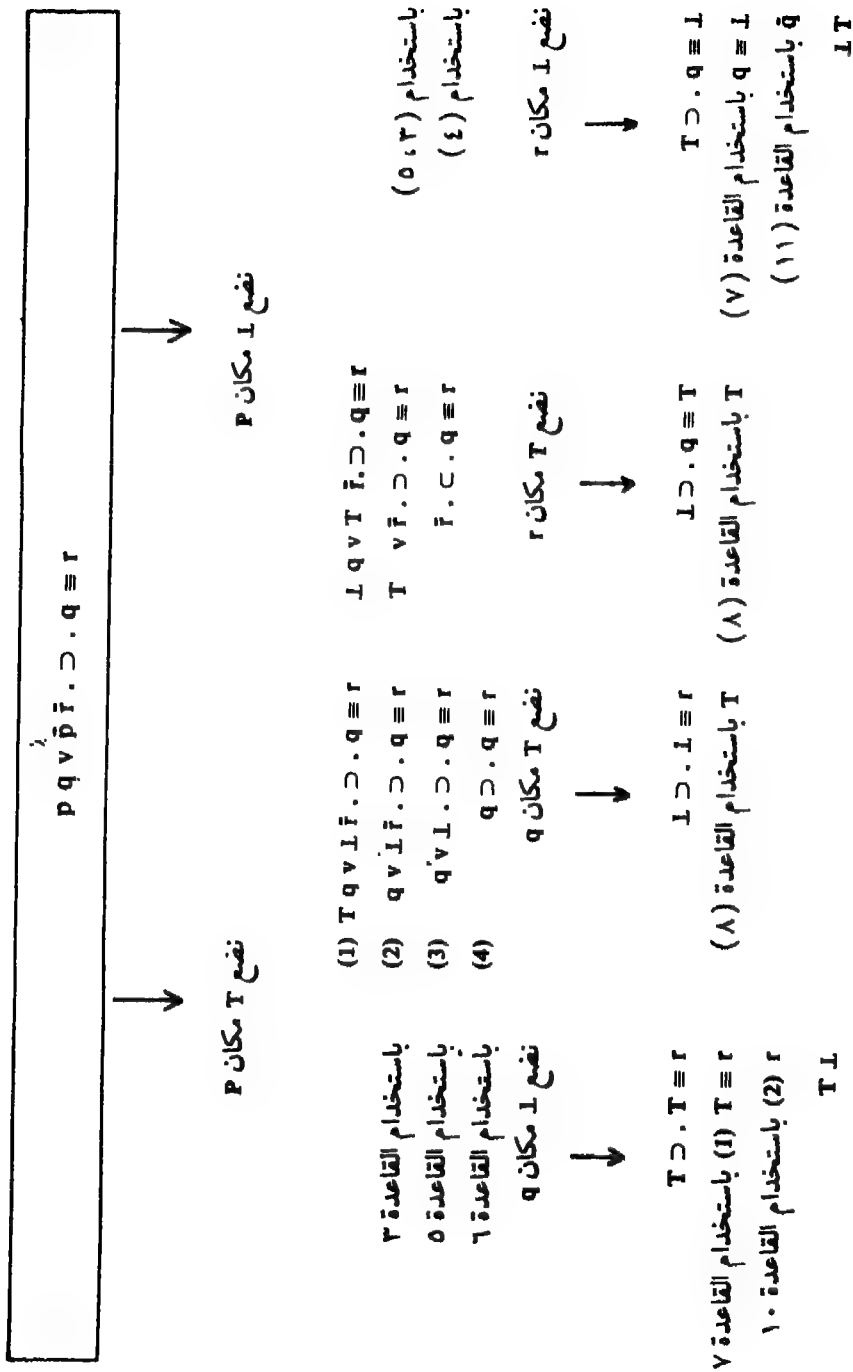 p q v p̄ r̄ . ⊃ . q ≡ r
نضع T مكان P
نضع ⊥ مكان P
(1) T q v ⊥ r̄ . ⊃ . q ≡ r
(2) q v ⊥ r̄ . ⊃ . q ≡ r
(3) q v ⊥ . ⊃ . q ≡ r
(4) q ⊃ . q ≡ r
باستخدام القاعدة ٣
باستخدام القاعدة ٥
باستخدام القاعدة ٦
⊥ q v T r̄ . ⊃ . q ≡ r
T v r̄ . ⊃ . q ≡ r
r̄ . ⊂ . q ≡ r
باستخدام (٥،٣)
باستخدام (٤)
نضع ⊥ مكان q
نضع T مكان q
نضع T مكان r
نضع ⊥ مكان r
T ⊃ . T ≡ r
T ≡ r (1) باستخدام القاعدة ٧
r (2) باستخدام القاعدة ١٠
T ⊥
⊥ ⊃ . ⊥ ≡ r
T باستخدام القاعدة (٨)
⊥ ⊃ . q ≡ T
T باستخدام القاعدة (٨)
T ⊃ . q ≡ ⊥
q ≡ ⊥ باستخدام القاعدة (٧)
q̄ باستخدام القاعدة (١١)
⊥ T